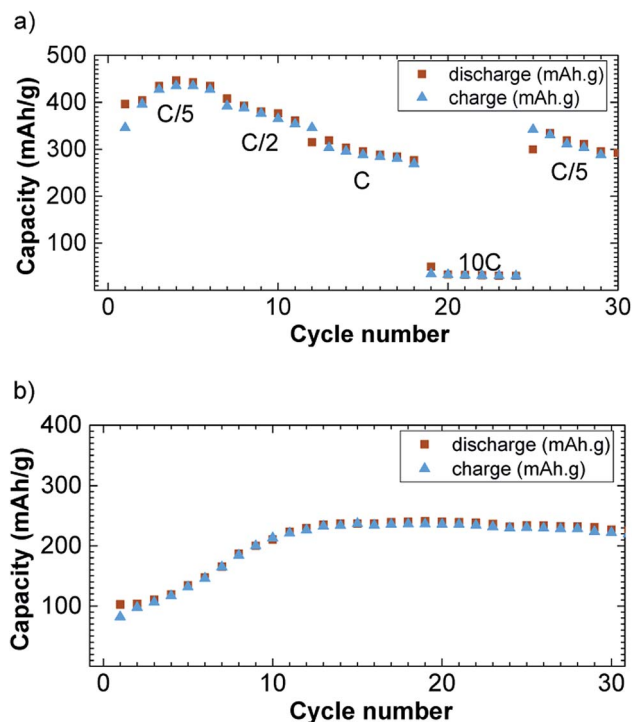 a)
500
400
300
200
100
Capacity (mAh/g)
discharge (mAh.g)
charge (mAh.g)
C/5
C/2
C
10C
C/5
0
10
20
30
Cycle number
b)
400
300
200
100
Capacity (mAh/g)
discharge (mAh.g)
charge (mAh.g)
0
10
20
30
Cycle number